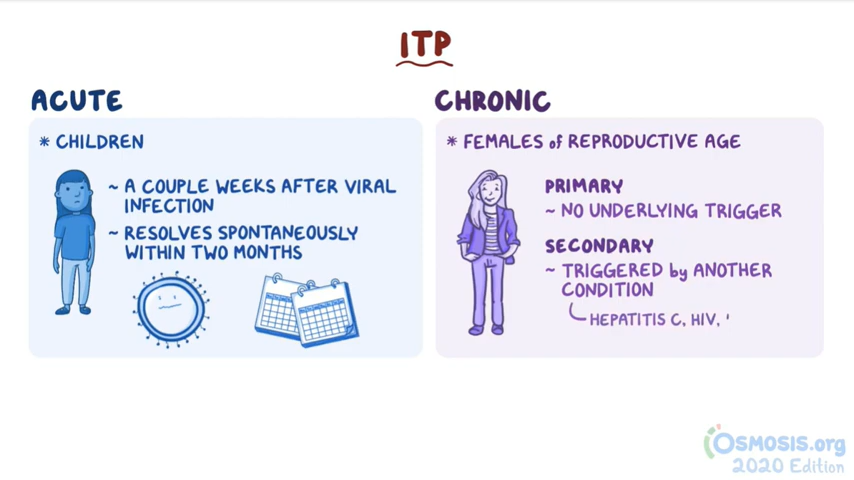 ITP
ACUTE
* CHILDREN
~ A COUPLE WEEKS AFTER VIRAL
INFECTION
~ RESOLVES SPONTANEOUSLY
WITHIN TWO MONTHS
CHRONIC
* FEMALES of REPRODUCTIVE AGE
PRIMARY
~ NO UNDERLYING TRIGGER
SECONDARY
~ TRIGGERED by ANOTHER
CONDITION
HEPATITIS C, HIV, '
OSMOSIS.org
2020 Edition